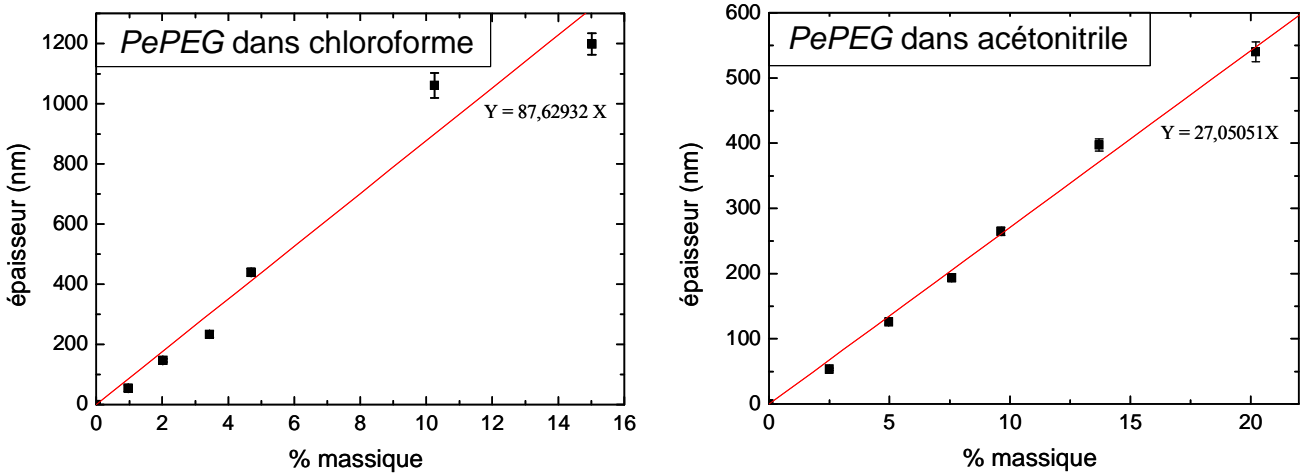 PePEG dans chloroforme
Y = 87,62932 X
épaisseur (nm)
1200
1000
800
600
400
200
0
0 2 4 6 8 10 12 14 16
% massique
PePEG dans acétonitrile
Y = 27,05051X
épaisseur (nm)
600
500
400
300
200
100
0
0 5 10 15 20
% massique